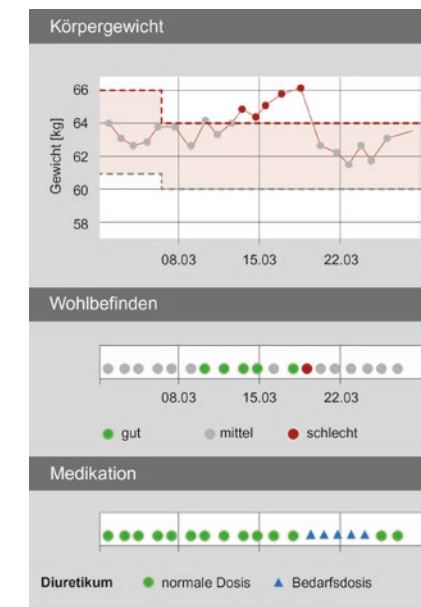 Körpergewicht
Gewicht [kg]
66
64
62
60
58
08.03 15.03 22.03
Wohlbefinden
08.03 15.03 22.03
gut mittel schlecht
Medikation
Diuretikum normale Dosis Bedarfsdosis